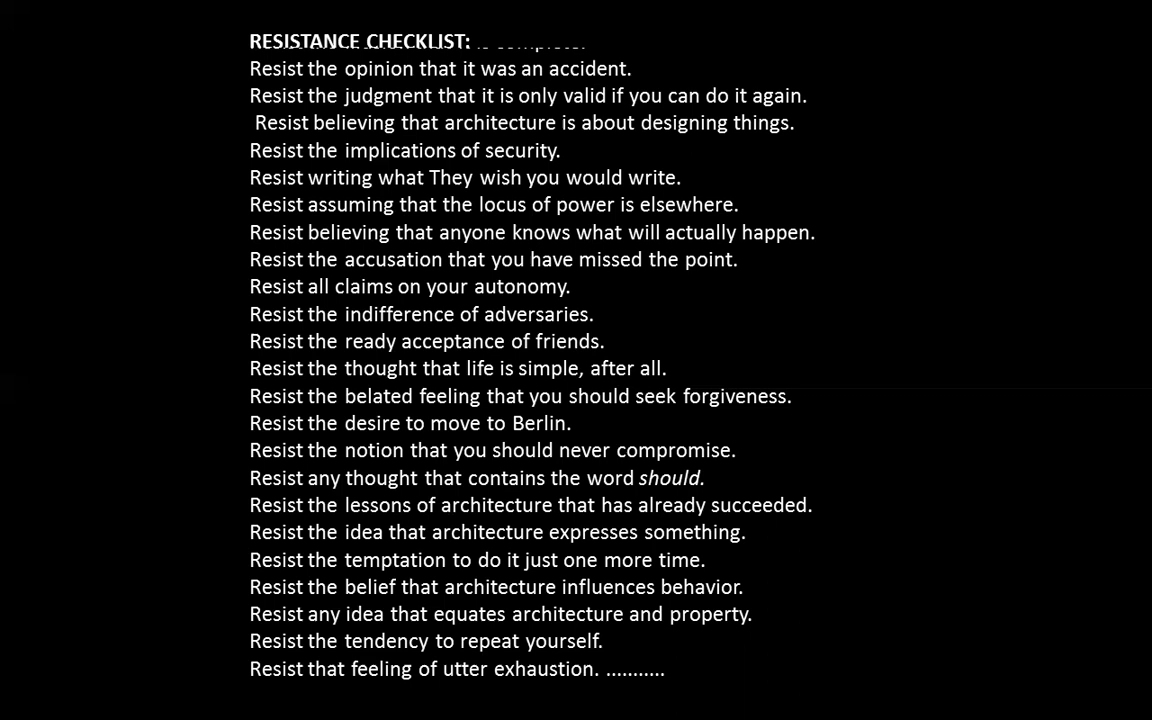 RESISTANCE CHECKLIST:
Resist the opinion that it was an accident.
Resist the judgment that it is only valid if you can do it again.
Resist believing that architecture is about designing things.
Resist the implications of security.
Resist writing what They wish you would write.
Resist assuming that the locus of power is elsewhere.
Resist believing that anyone knows what will actually happen.
Resist the accusation that you have missed the point.
Resist all claims on your autonomy.
Resist the indifference of adversaries.
Resist the ready acceptance of friends.
Resist the thought that life is simple, after all.
Resist the belated feeling that you should seek forgiveness.
Resist the desire to move to Berlin.
Resist the notion that you should never compromise.
Resist any thought that contains the word should.
Resist the lessons of architecture that has already succeeded.
Resist the idea that architecture expresses something.
Resist the temptation to do it just one more time.
Resist the belief that architecture influences behavior.
Resist any idea that equates architecture and property.
Resist the tendency to repeat yourself.
Resist that feeling of utter exhaustion. ...........